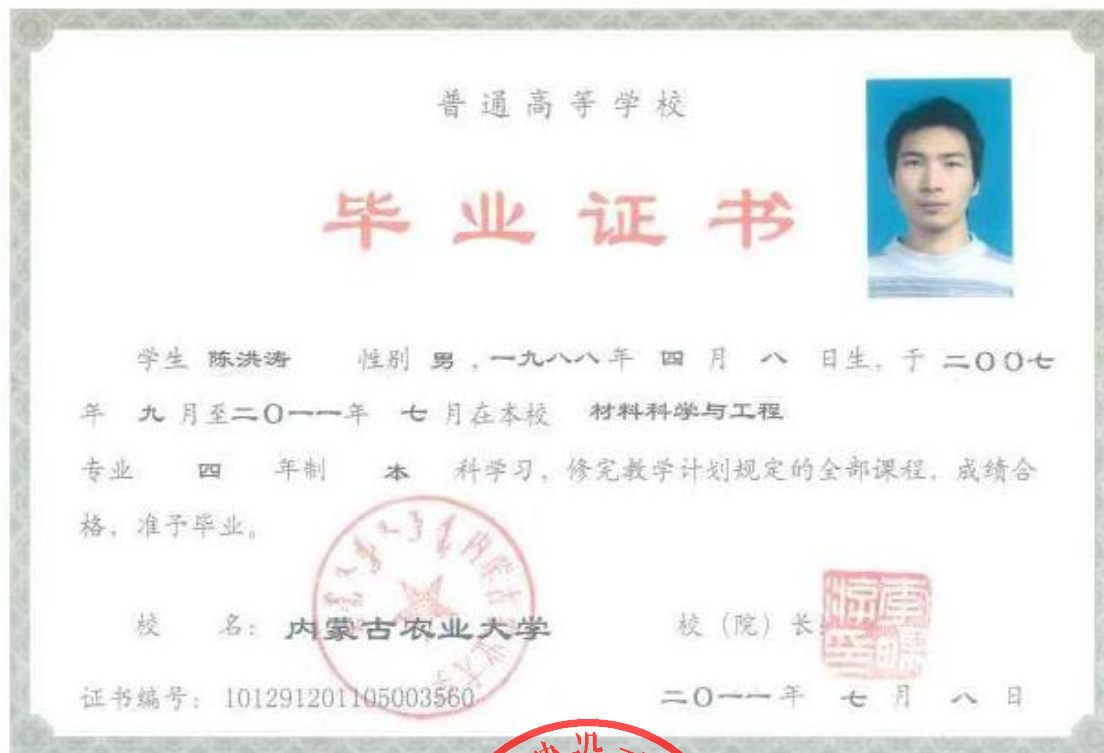 普通高等学校
毕业证书
学生 陈洪涛 性别 男，一九八八年 四 月 八 日生，于 二〇〇七
年 九 月至二〇一一年 七 月在本校 材料科学与工程
专业 四 年制 本 科学习，修完教学计划规定的全部课程，成绩合
格，准予毕业。
校 名：内蒙古农业大学 校（院）长：
证书编号：101291201105003560 二〇一一年 七 月 八 日
建设